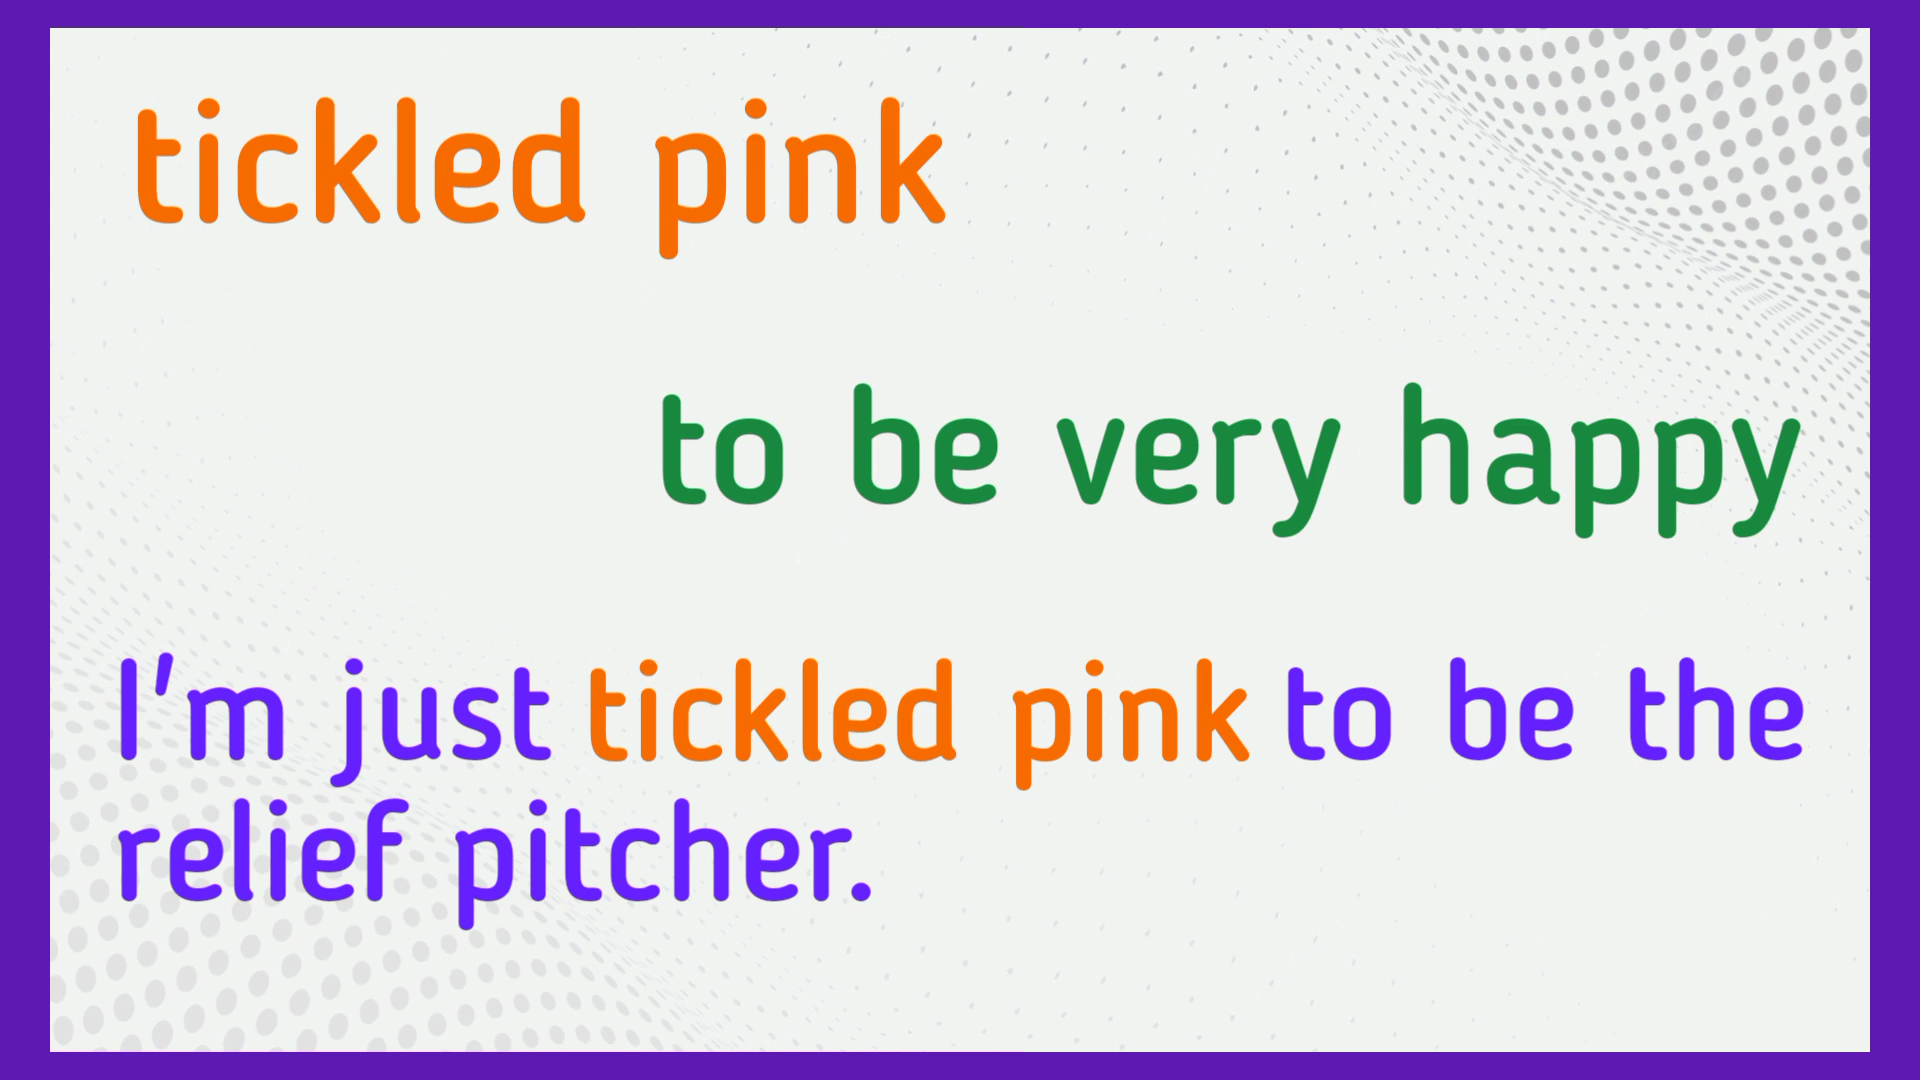 tickled pink
to be very happy
I'm just tickled pink to be the
relief pitcher.